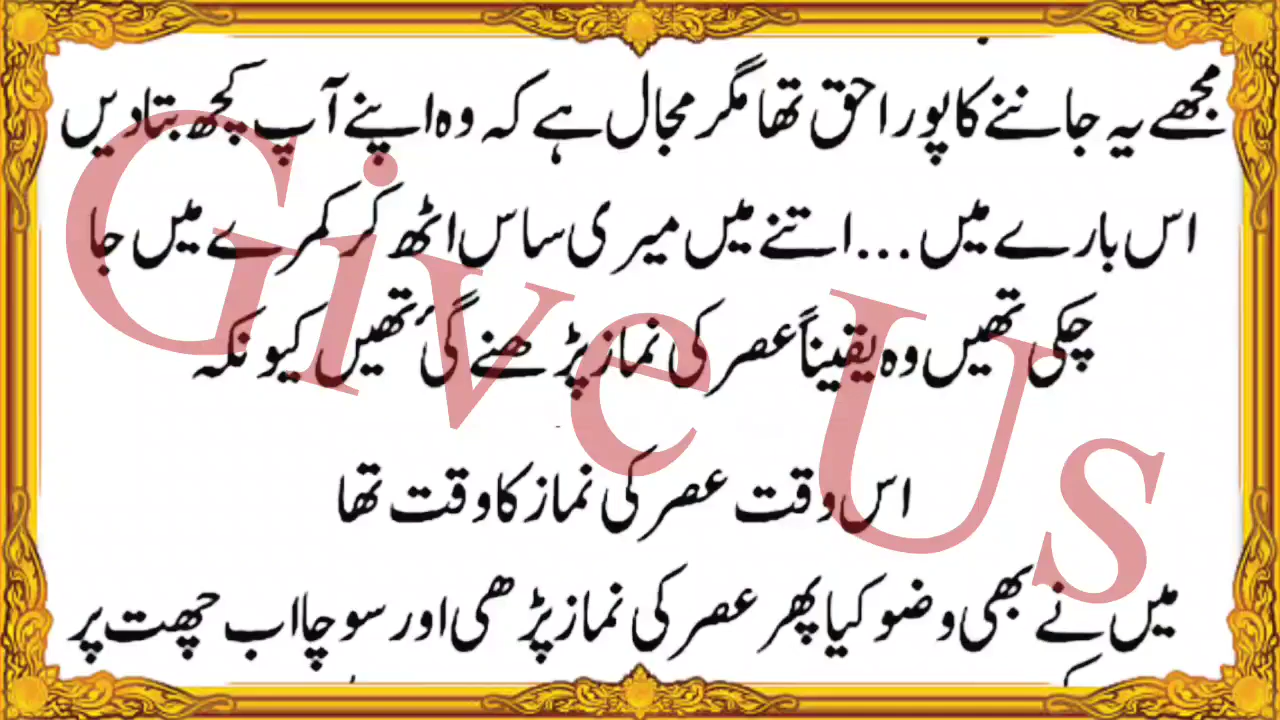 مجھے یہ جاننے کا پورا حق تھا مگر مجال ہے کہ وہ اپنے آپ کچھ بتا دیں
اس بارے میں ... اتنے میں میری ساس اٹھ کر کمرے میں جا
چکی تھیں وہ یقیناً عصر کی نماز پڑھنے گئ تھیں کیونکہ
اس وقت عصر کی نماز کا وقت تھا
میں نے بھی وضو کیا پھر عصر کی نماز پڑھی اور سوچا اب چھت پر
Give Us